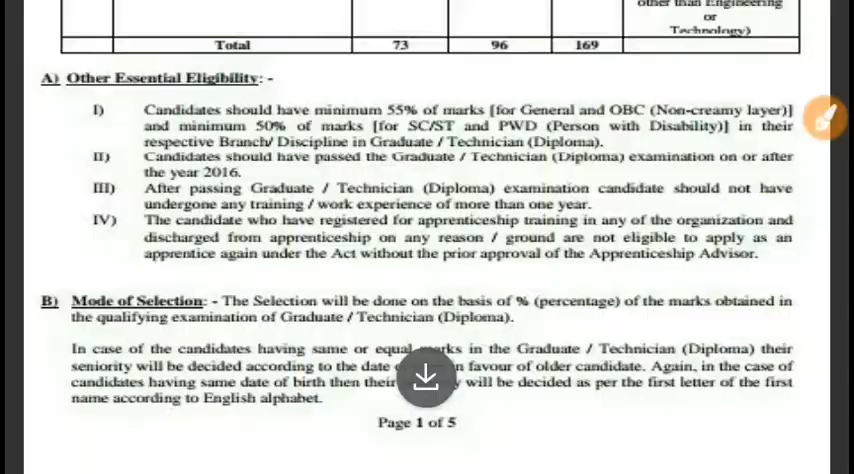 other than Engineering
or
Technology)
Total 73 96 169
A) Other Essential Eligibility: -
I) Candidates should have minimum 55% of marks [for General and OBC (Non-creamy layer)]
and minimum 50% of marks [for SC/ST and PWD (Person with Disability)] in their
respective Branch/ Discipline in Graduate / Technician (Diploma).
II) Candidates should have passed the Graduate / Technician (Diploma) examination on or after
the year 2016.
III) After passing Graduate / Technician (Diploma) examination candidate should not have
undergone any training / work experience of more than one year.
IV) The candidate who have registered for apprenticeship training in any of the organization and
discharged from apprenticeship on any reason / ground are not eligible to apply as an
apprentice again under the Act without the prior approval of the Apprenticeship Advisor.
B) Mode of Selection: - The Selection will be done on the basis of % (percentage) of the marks obtained in
the qualifying examination of Graduate / Technician (Diploma).
In case of the candidates having same or equal marks in the Graduate / Technician (Diploma) their
seniority will be decided according to the date favour of older candidate. Again, in the case of
candidates having same date of birth then their will be decided as per the first letter of the first
name according to English alphabet.
Page 1 of 5